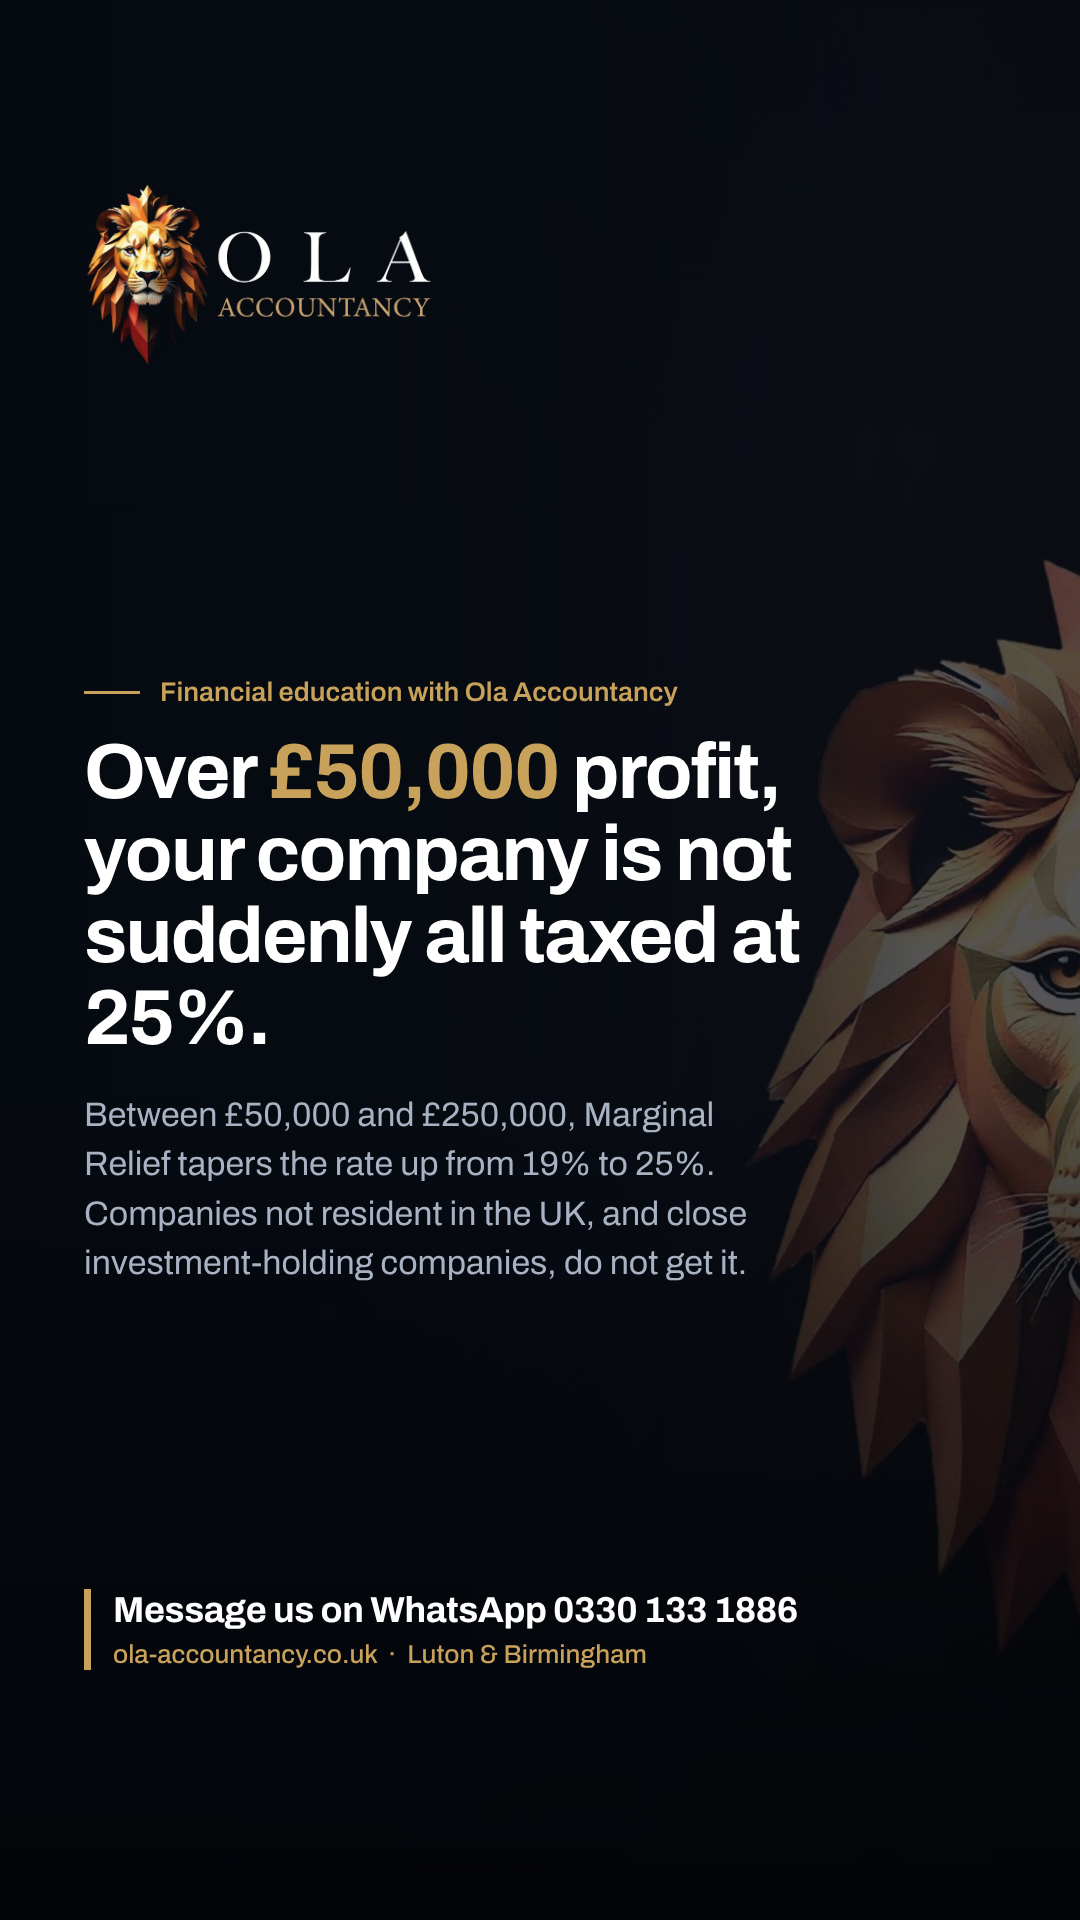 OLA
ACCOUNTANCY
Financial education with Ola Accountancy
Over £50,000 profit,
your company is not
suddenly all taxed at
25%.
Between £50,000 and £250,000, Marginal
Relief tapers the rate up from 19% to 25%.
Companies not resident in the UK, and close
investment-holding companies, do not get it.
Message us on WhatsApp 0330 133 1886
ola-accountancy.co.uk · Luton & Birmingham